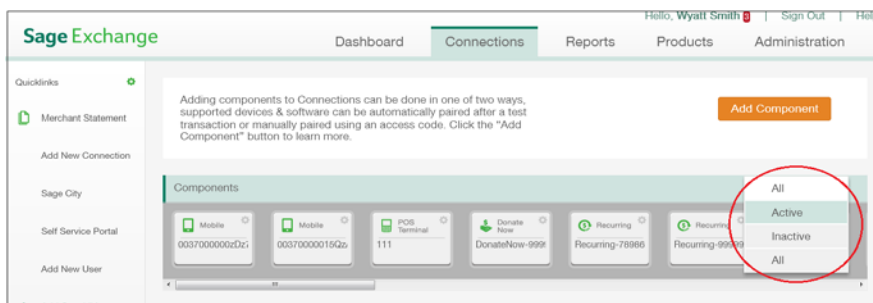 Hello, Wyatt Smith 3 | Sign Out | Hel
Sage Exchange
Dashboard Connections Reports Products Administration
Quicklinks
Merchant Statement
Add New Connection
Sage City
Self Service Portal
Add New User
Adding components to Connections can be done in one of two ways,
supported devices & software can be automatically paired after a test
transaction or manually paired using an access code. Click the "Add
Component" button to learn more.
Add Component
Components
All
Active
Inactive
All
Mobile
POS
Terminal
111
Donate
Now
DonateNow-9999
Recurring
Recurring-78986
Recurring
Recurring-99999
Mobile